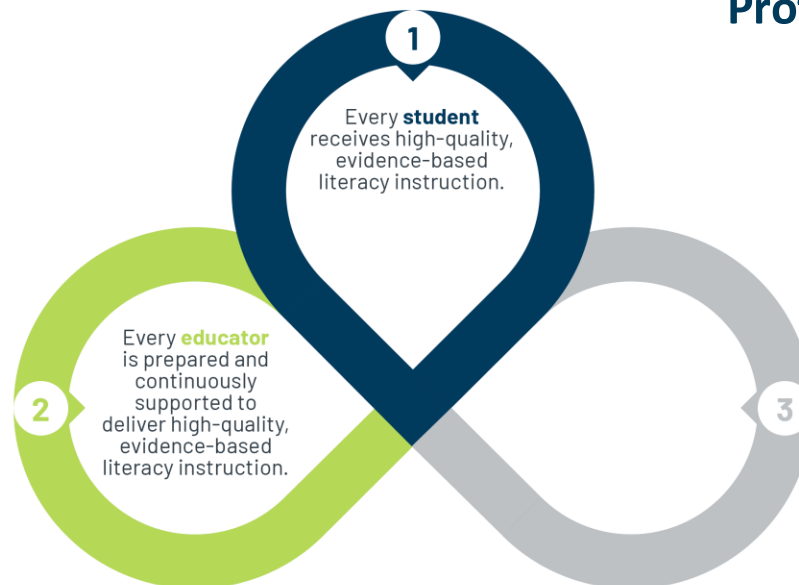 1
Every student
receives high-quality,
evidence-based
literacy instruction.
Every educator
is prepared and
continuously
supported to
deliver high-quality,
evidence-based
literacy instruction.
2
3